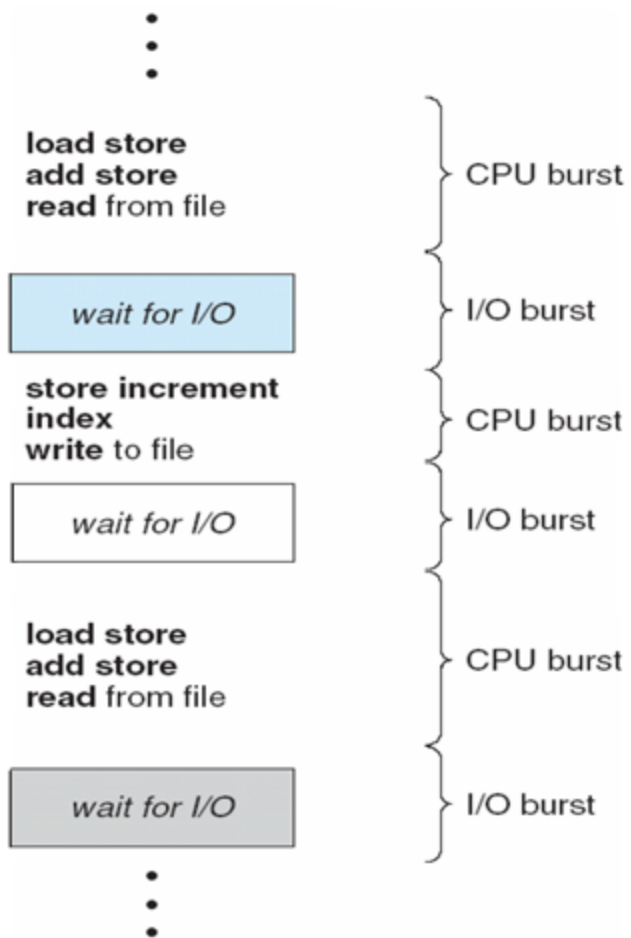 load store
add store
read from file
CPU burst
wait for I/O
I/O burst
store increment
index
write to file
CPU burst
wait for I/O
I/O burst
load store
add store
read from file
CPU burst
wait for I/O
I/O burst